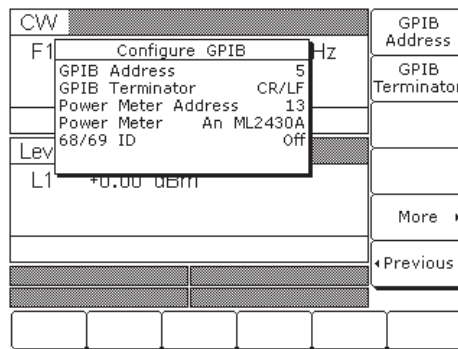 CW
F1
Hz
Configure GPIB
GPIB Address 5
GPIB Terminator CR/LF
Power Meter Address 13
Power Meter An ML2430A
68/69 ID Off
Lev
L1 +0.00 dBm
GPIB
Address
GPIB
Terminator
More
Previous